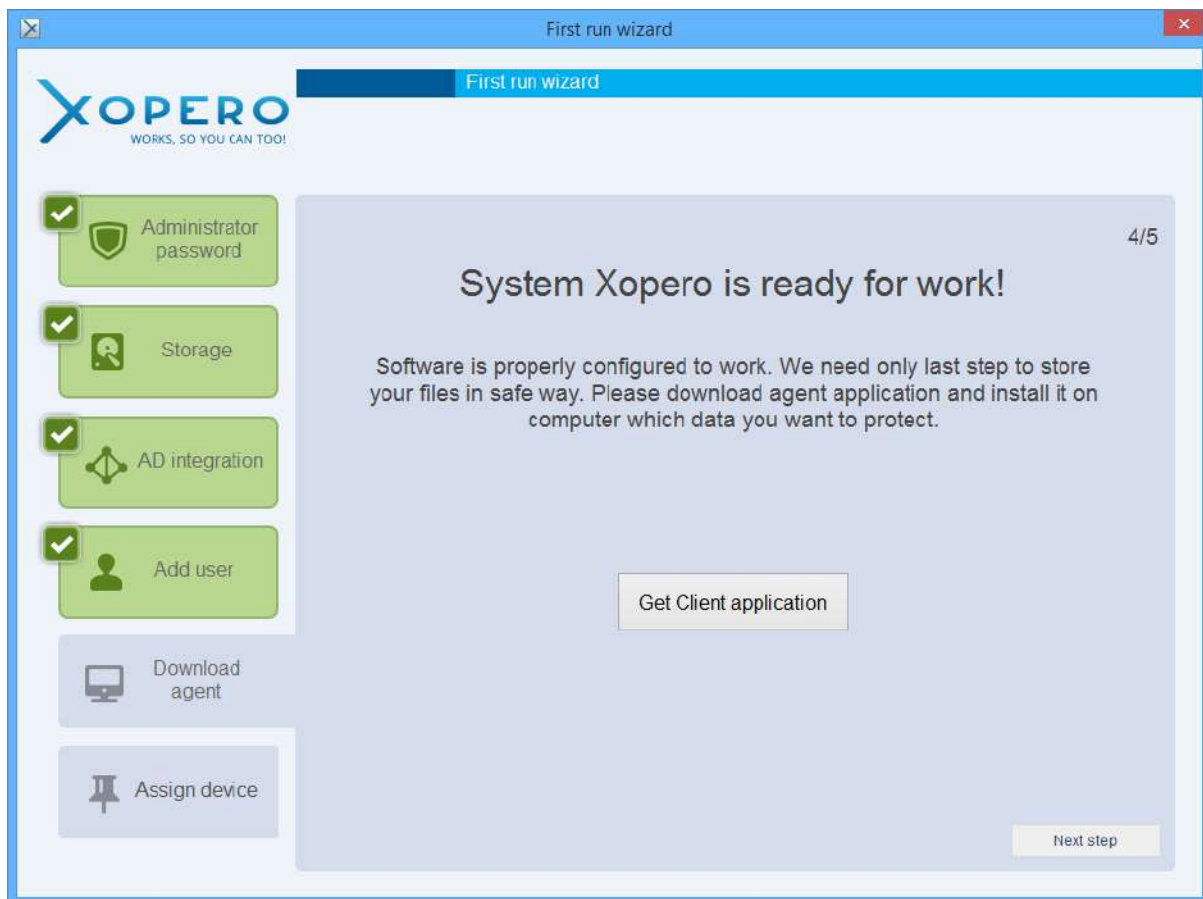 First run wizard
First run wizard
XOPERO
WORKS, SO YOU CAN TOO!
Administrator
password
Storage
AD integration
Add user
Download
agent
Assign device
4/5
System Xopero is ready for work!
Software is properly configured to work. We need only last step to store
your files in safe way. Please download agent application and install it on
computer which data you want to protect.
Get Client application
Next step